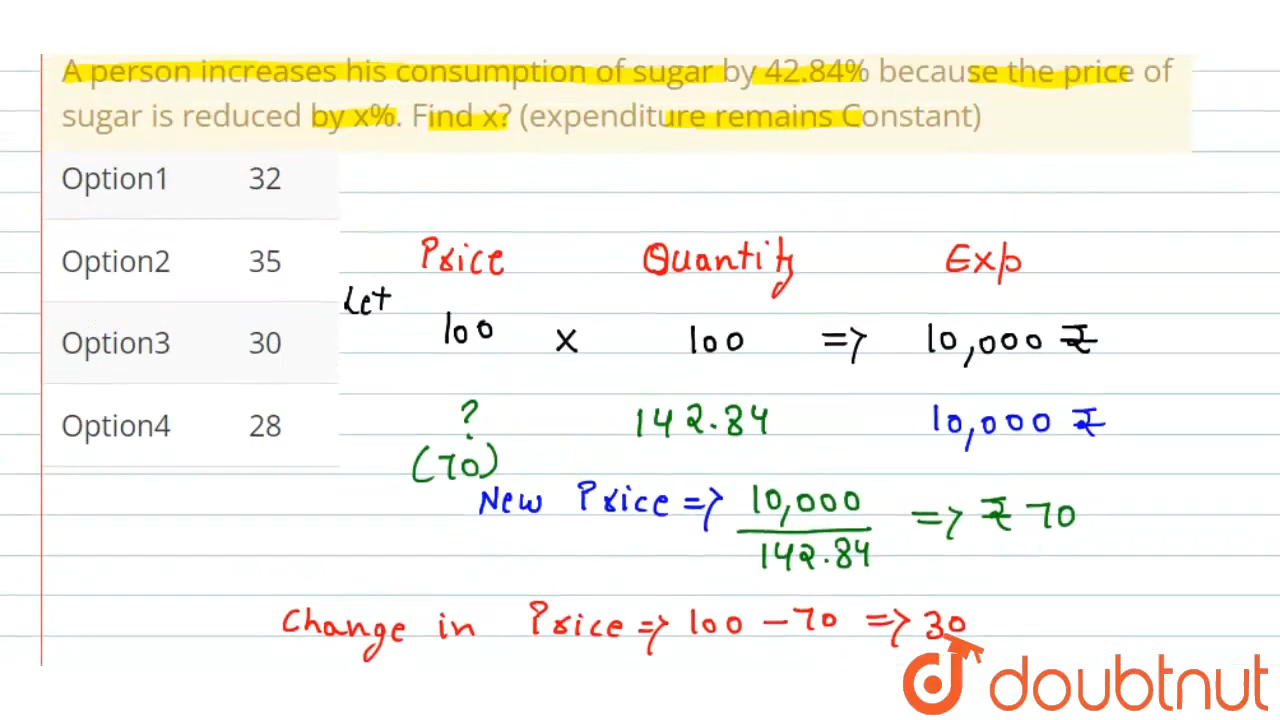 A person increases his consumption of sugar by 42.84% because the price of
sugar is reduced by x%. Find x? (expenditure remains Constant)
Option1 32
Option2 35
Option3 30
Option4 28
Price Quantity Exp
Let
100 x 100 => 10,000 ₹
? 142.84 10,000 ₹
(70)
New Price => 10,000 => ₹ 70
142.84
Change in Price => 100 - 70 => 30
doubtnut